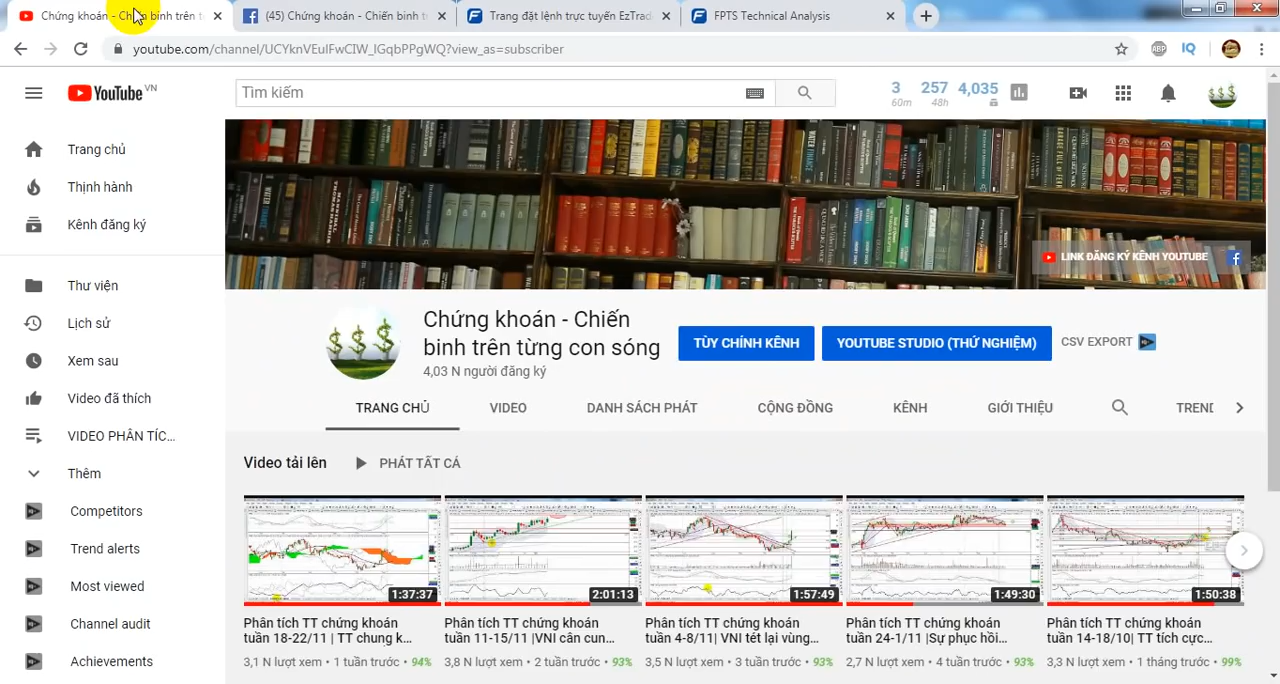 Chứng khoán - Chiến binh trên t
(45) Chứng khoán - Chiến binh tr
Trang đặt lệnh trực tuyến EzTrad
FPTS Technical Analysis
youtube.com/channel/UCYknVEulFwCIW_lGqbPPgWQ?view_as=subscriber
ABP
IQ
YouTube VN
Tìm kiếm
3 257 4,035
60m 48h
Trang chủ
Thịnh hành
Kênh đăng ký
Thư viện
Lịch sử
Xem sau
Video đã thích
VIDEO PHÂN TÍC...
Thêm
Competitors
Trend alerts
Most viewed
Channel audit
Achievements
LINK ĐĂNG KÝ KÊNH YOUTUBE
Chứng khoán - Chiến
binh trên từng con sóng
4,03 N người đăng ký
TÙY CHỈNH KÊNH
YOUTUBE STUDIO (THỬ NGHIỆM)
CSV EXPORT
TRANG CHỦ
VIDEO
DANH SÁCH PHÁT
CỘNG ĐỒNG
KÊNH
GIỚI THIỆU
TREND
Video tải lên
PHÁT TẤT CẢ
1:37:37
2:01:13
1:57:49
1:49:30
1:50:38
Phân tích TT chứng khoán
tuần 18-22/11 | TT chung k...
3,1 N lượt xem • 1 tuần trước • 94%
Phân tích TT chứng khoán
tuần 11-15/11 |VNI cân cun...
3,8 N lượt xem • 2 tuần trước • 93%
Phân tích TT chứng khoán
tuần 4-8/11| VNI tét lại vùng...
3,5 N lượt xem • 3 tuần trước • 93%
Phân tích TT chứng khoán
tuần 24-1/11 |Sự phục hồi...
2,7 N lượt xem • 4 tuần trước • 93%
Phân tích TT chứng khoán
tuần 14-18/10| TT tích cực...
3,3 N lượt xem • 1 tháng trước • 99%